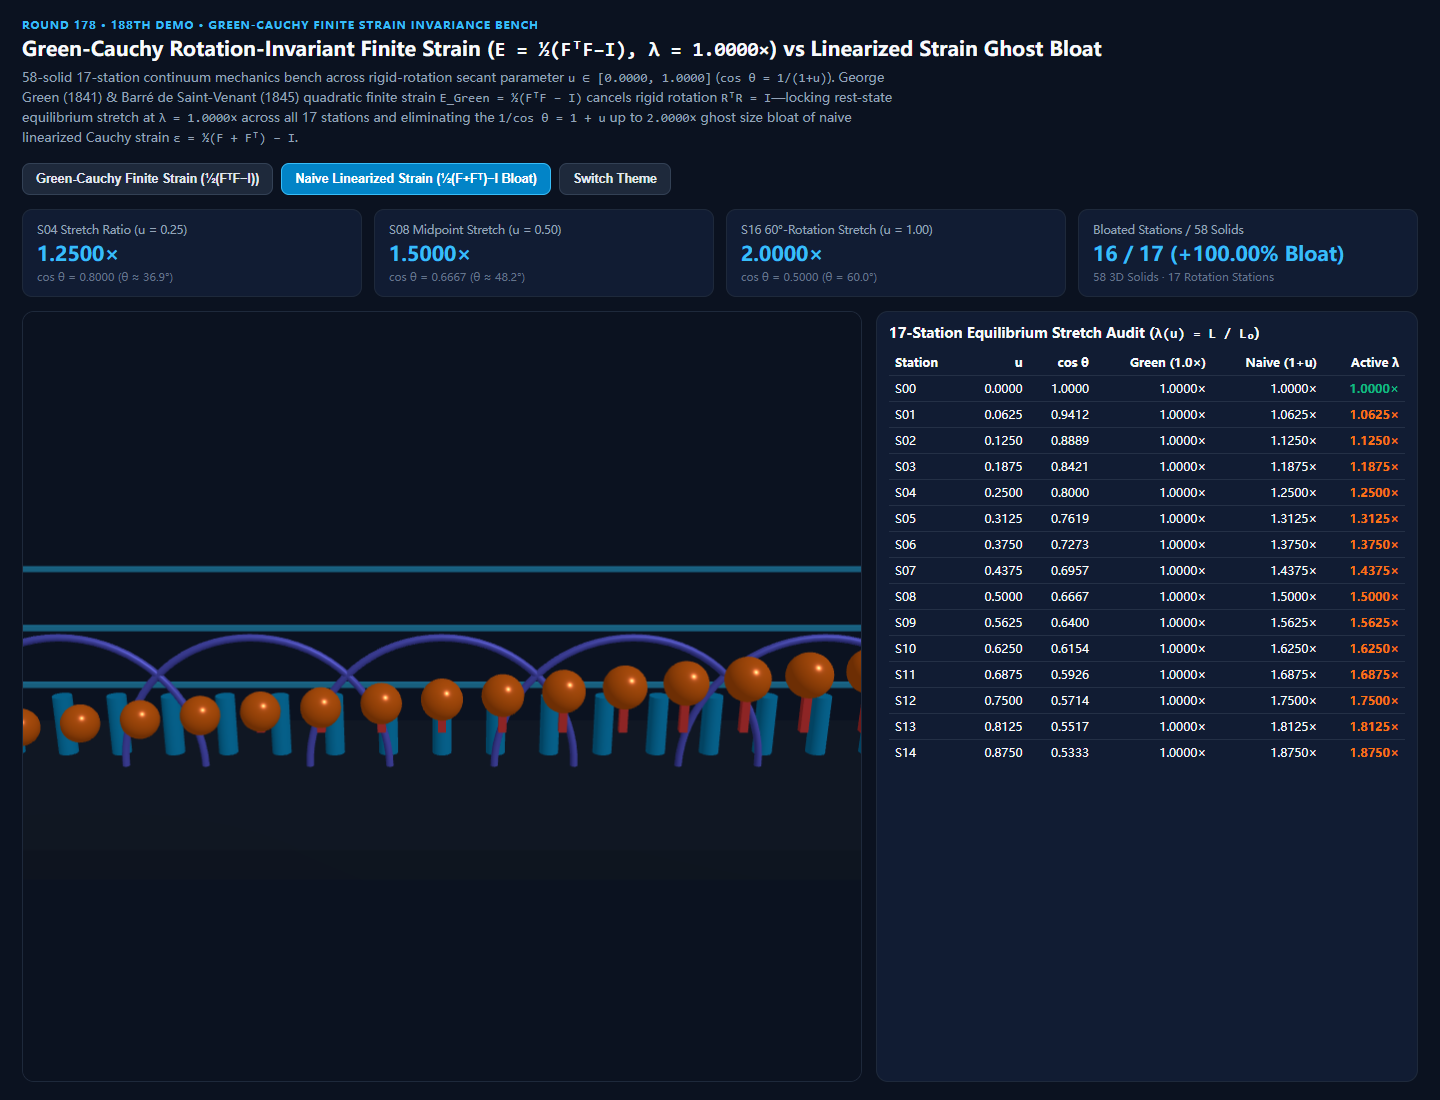 ROUND 178 • 188TH DEMO • GREEN-CAUCHY FINITE STRAIN INVARIANCE BENCH
Green-Cauchy Rotation-Invariant Finite Strain (E = ½(FᵀF−I), λ = 1.0000×) vs Linearized Strain Ghost Bloat
58-solid 17-station continuum mechanics bench across rigid-rotation secant parameter u ∈ [0.0000, 1.0000] (cos θ = 1/(1+u)). George
Green (1841) & Barré de Saint-Venant (1845) quadratic finite strain E_Green = ½(FᵀF − I) cancels rigid rotation RᵀR = I—locking rest-state
equilibrium stretch at λ = 1.0000× across all 17 stations and eliminating the 1/cos θ = 1 + u up to 2.0000× ghost size bloat of naive
linearized Cauchy strain ε = ½(F + Fᵀ) − I.
Green-Cauchy Finite Strain (½(FᵀF−I)) Naive Linearized Strain (½(F+Fᵀ)−I Bloat) Switch Theme
S04 Stretch Ratio (u = 0.25)
1.2500×
cos θ = 0.8000 (θ ≈ 36.9°)
S08 Midpoint Stretch (u = 0.50)
1.5000×
cos θ = 0.6667 (θ ≈ 48.2°)
S16 60°-Rotation Stretch (u = 1.00)
2.0000×
cos θ = 0.5000 (θ = 60.0°)
Bloated Stations / 58 Solids
16 / 17 (+100.00% Bloat)
58 3D Solids · 17 Rotation Stations
17-Station Equilibrium Stretch Audit (λ(u) = L / L₀)
Station u cos θ Green (1.0×) Naive (1+u) Active λ
S00 0.0000 1.0000 1.0000× 1.0000× 1.0000×
S01 0.0625 0.9412 1.0000× 1.0625× 1.0625×
S02 0.1250 0.8889 1.0000× 1.1250× 1.1250×
S03 0.1875 0.8421 1.0000× 1.1875× 1.1875×
S04 0.2500 0.8000 1.0000× 1.2500× 1.2500×
S05 0.3125 0.7619 1.0000× 1.3125× 1.3125×
S06 0.3750 0.7273 1.0000× 1.3750× 1.3750×
S07 0.4375 0.6957 1.0000× 1.4375× 1.4375×
S08 0.5000 0.6667 1.0000× 1.5000× 1.5000×
S09 0.5625 0.6400 1.0000× 1.5625× 1.5625×
S10 0.6250 0.6154 1.0000× 1.6250× 1.6250×
S11 0.6875 0.5926 1.0000× 1.6875× 1.6875×
S12 0.7500 0.5714 1.0000× 1.7500× 1.7500×
S13 0.8125 0.5517 1.0000× 1.8125× 1.8125×
S14 0.8750 0.5333 1.0000× 1.8750× 1.8750×